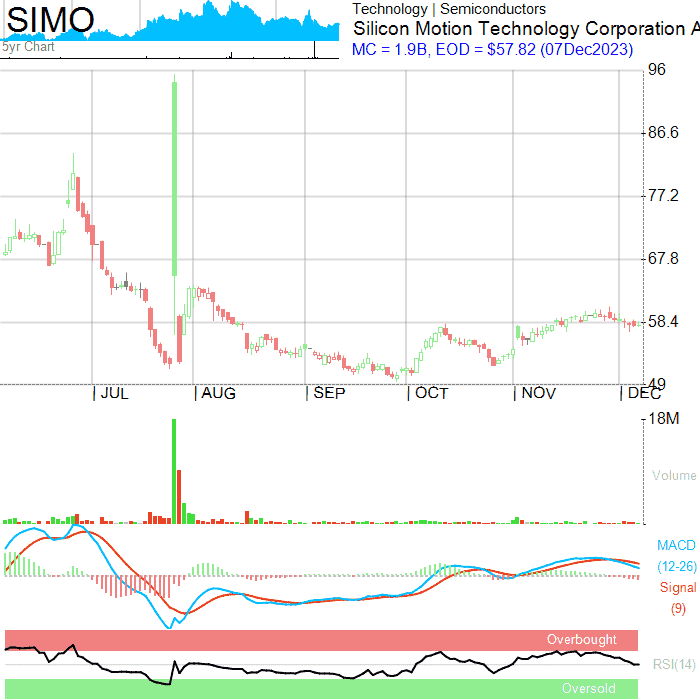 SIMO
5yr Chart
Technology | Semiconductors
Silicon Motion Technology Corporation A
MC = 1.9B, EOD = $57.82 (07Dec2023)
96
86.6
77.2
67.8
58.4
49
JUL
AUG
SEP
OCT
NOV
DEC
18M
Volume
MACD
(12-26)
Signal
(9)
Overbought
RSI(14)
Oversold